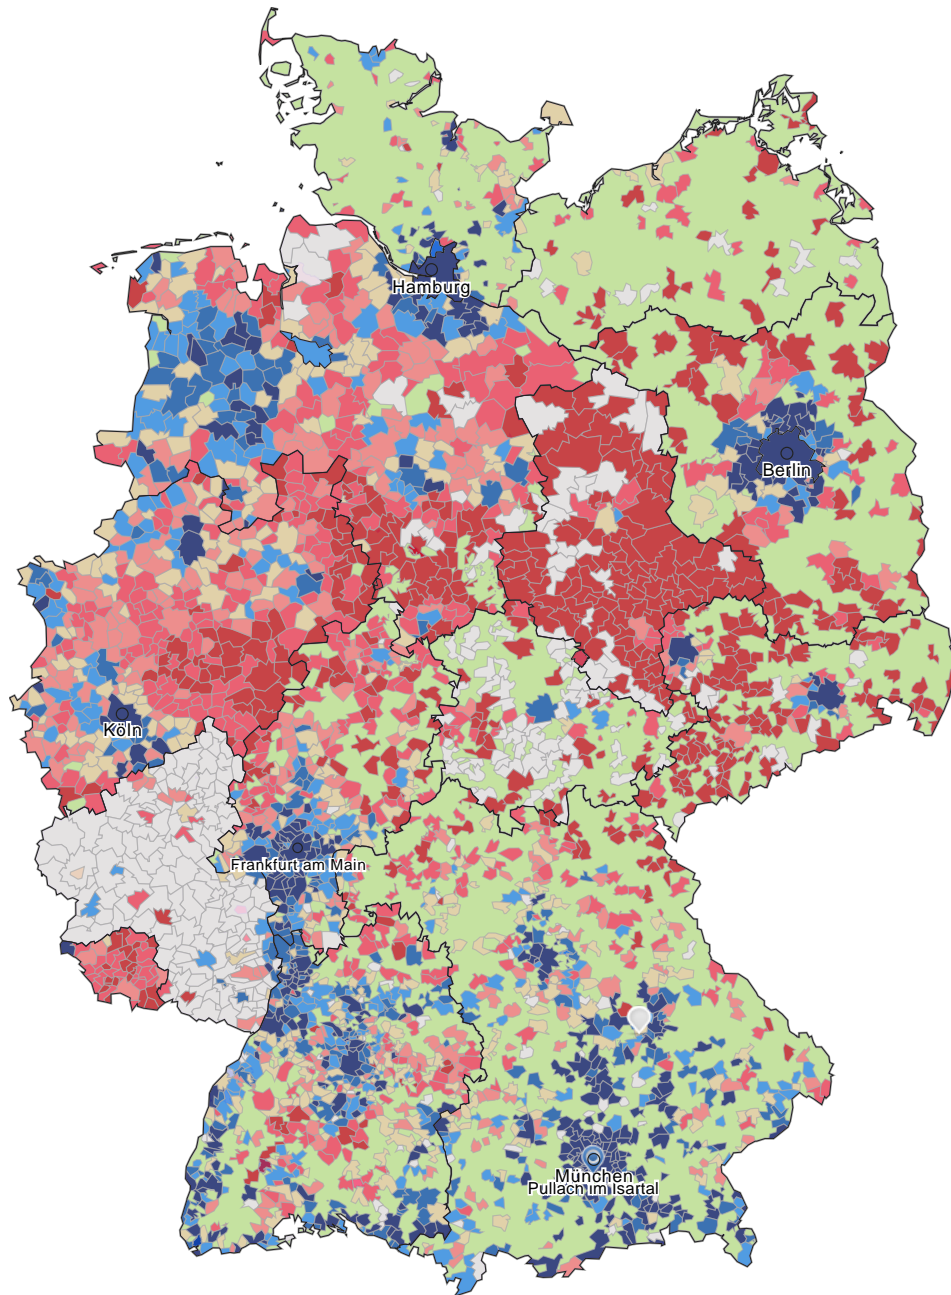 Hamburg
Berlin
Köln
Frankfurt am Main
München
Pullach im Isartal